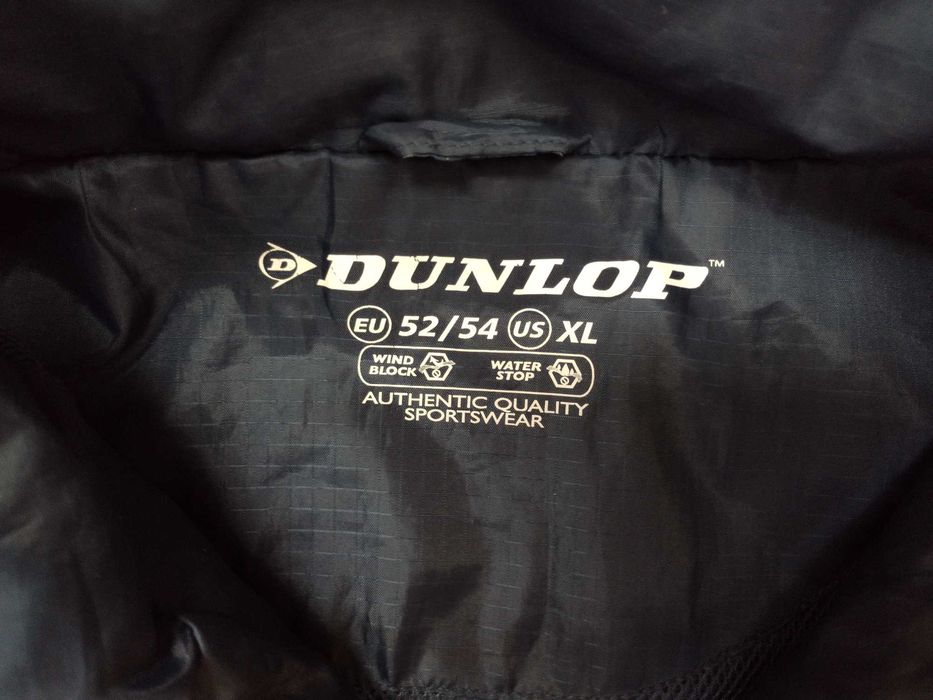 D DUNLOP™
EU 52/54 US XL
WIND BLOCK WATER STOP
AUTHENTIC QUALITY
SPORTSWEAR